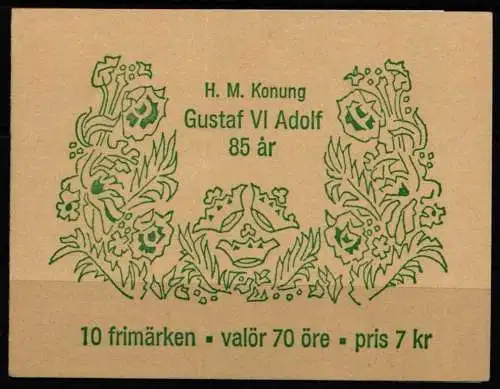 H. M. Konung
Gustaf VI Adolf
85 år
10 frimärken ▪ valör 70 öre ▪ pris 7 kr